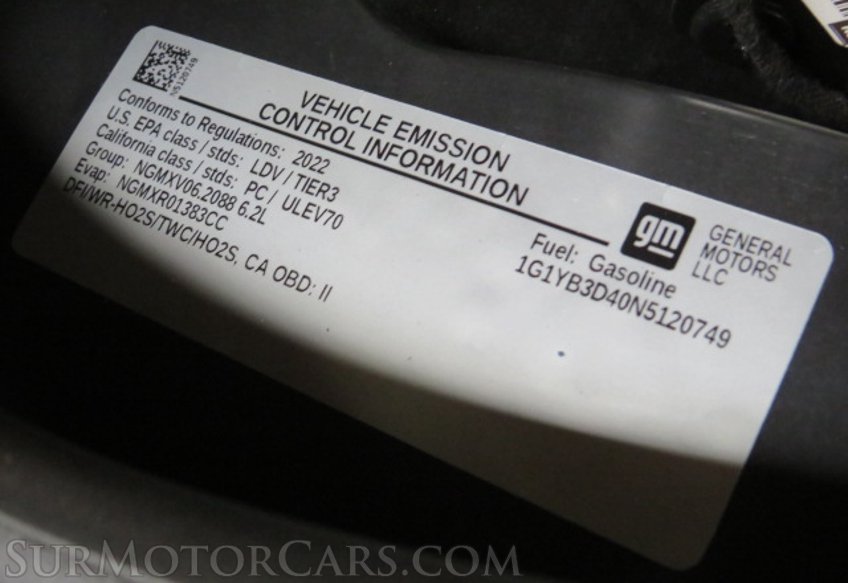 N5120749
VEHICLE EMISSION
CONTROL INFORMATION
Conforms to Regulations: 2022
U.S. EPA class / stds: LDV / TIER3
California class / stds: PC / ULEV70
Group: NGMXV06.2088 6.2L
Evap: NGMXR01383CC
DFI/WR-HO2S/TWC/HO2S, CA OBD: II
gm
GENERAL
MOTORS
LLC
Fuel: Gasoline
1G1YB3D40N5120749
SURMOTORCARS.COM